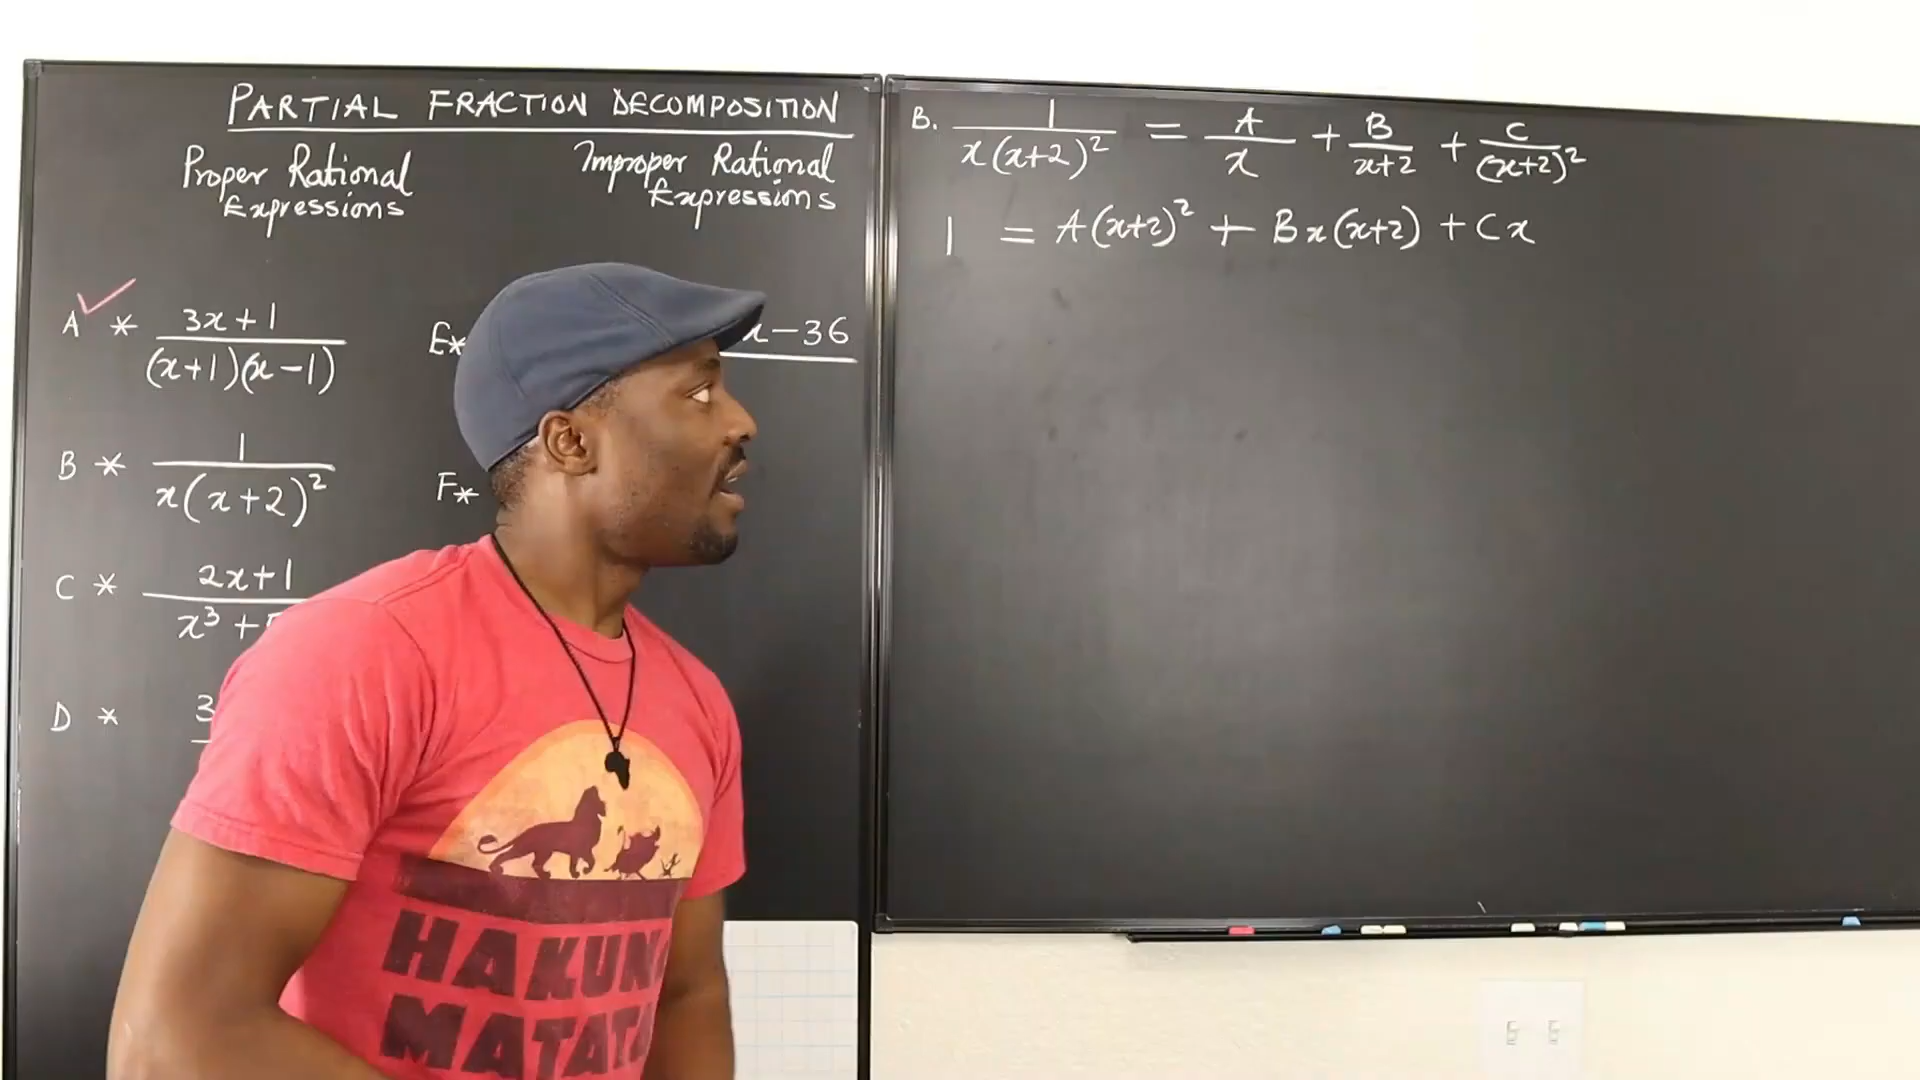 PARTIAL FRACTION DECOMPOSITION
Proper Rational
Expressions
Improper Rational
Expressions
A ✓ * (3x+1)/((x+1)(x-1))
B * 1/(x(x+2)²)
C * (2x+1)/(x³+
D * 3
E* x-36
F*
B. 1/(x(x+2)²) = A/x + B/(x+2) + C/(x+2)²
1 = A(x+2)² + Bx(x+2) + Cx
HAKUN
MATAT